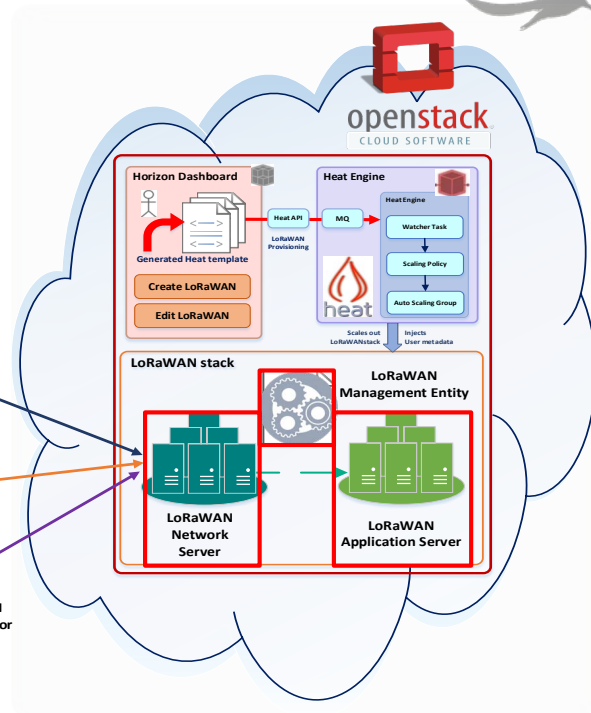 openstack
CLOUD SOFTWARE
Horizon Dashboard
Generated Heat template
Create LoRaWAN
Edit LoRaWAN
Heat API
LoRaWAN
Provisioning
Heat Engine
MQ
Heat Engine
Watcher Task
Scaling Policy
Auto Scaling Group
heat
Scales out
LoRaWANstack
Injects
User metadata
LoRaWAN stack
LoRaWAN
Management Entity
LoRaWAN
Network
Server
LoRaWAN
Application Server
or